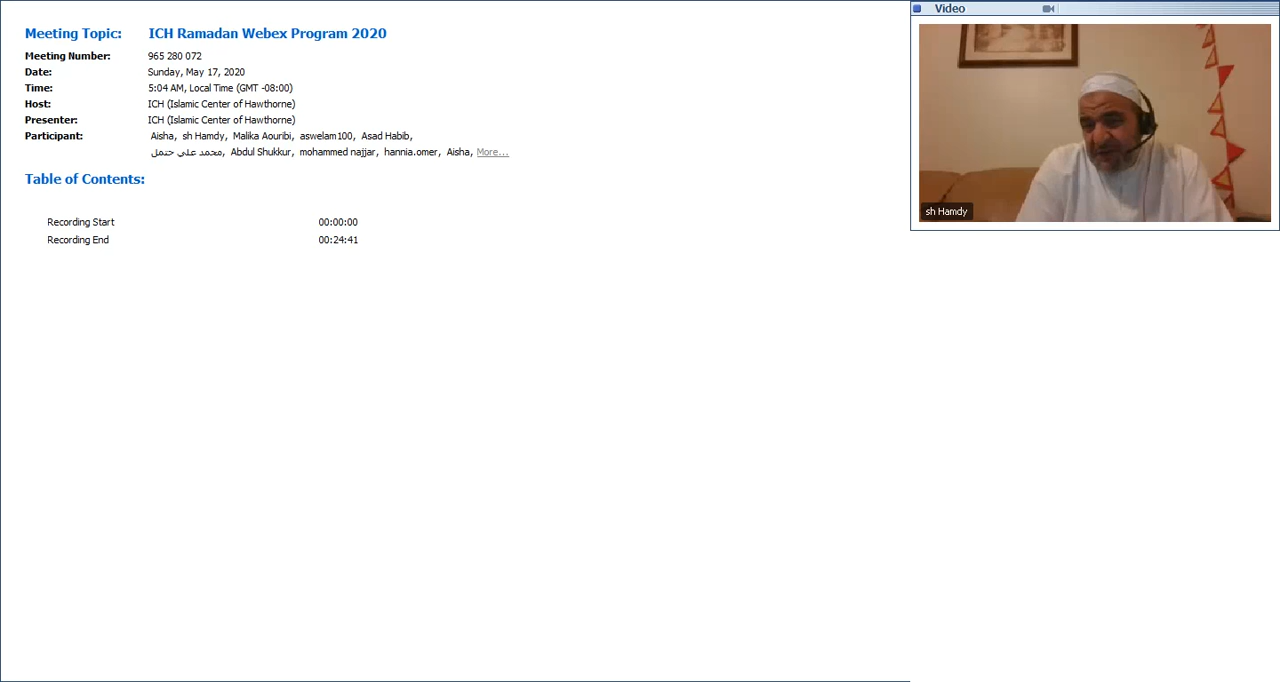 Meeting Topic: ICH Ramadan Webex Program 2020
Meeting Number: 965 280 072
Date: Sunday, May 17, 2020
Time: 5:04 AM, Local Time (GMT -08:00)
Host: ICH (Islamic Center of Hawthorne)
Presenter: ICH (Islamic Center of Hawthorne)
Participant: Aisha, sh Hamdy, Malika Aouribi, aswelam100, Asad Habib,
محمد علي حتمل, Abdul Shukkur, mohammed najjar, hannia.omer, Aisha, More...
Table of Contents:
Recording Start 00:00:00
Recording End 00:24:41
Video
sh Hamdy